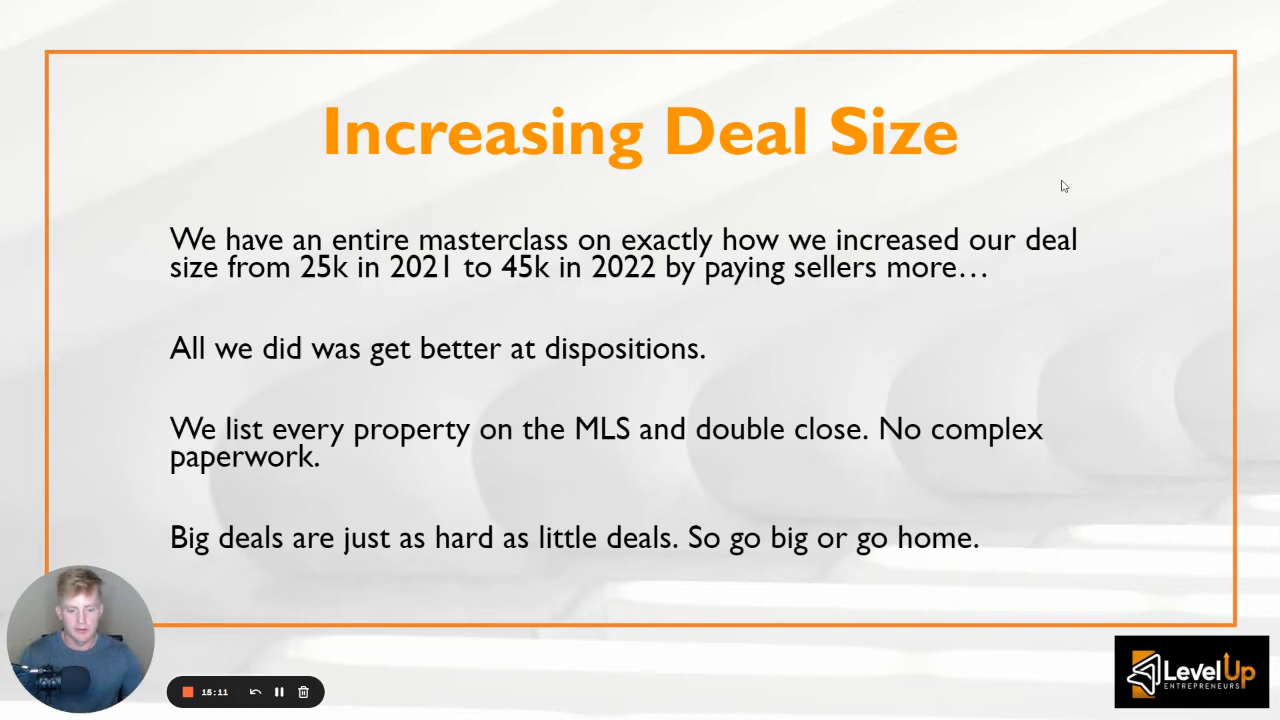 Increasing Deal Size
We have an entire masterclass on exactly how we increased our deal
size from 25k in 2021 to 45k in 2022 by paying sellers more…
All we did was get better at dispositions.
We list every property on the MLS and double close. No complex
paperwork.
Big deals are just as hard as little deals. So go big or go home.
15:11
LevelUp
ENTREPRENEURS